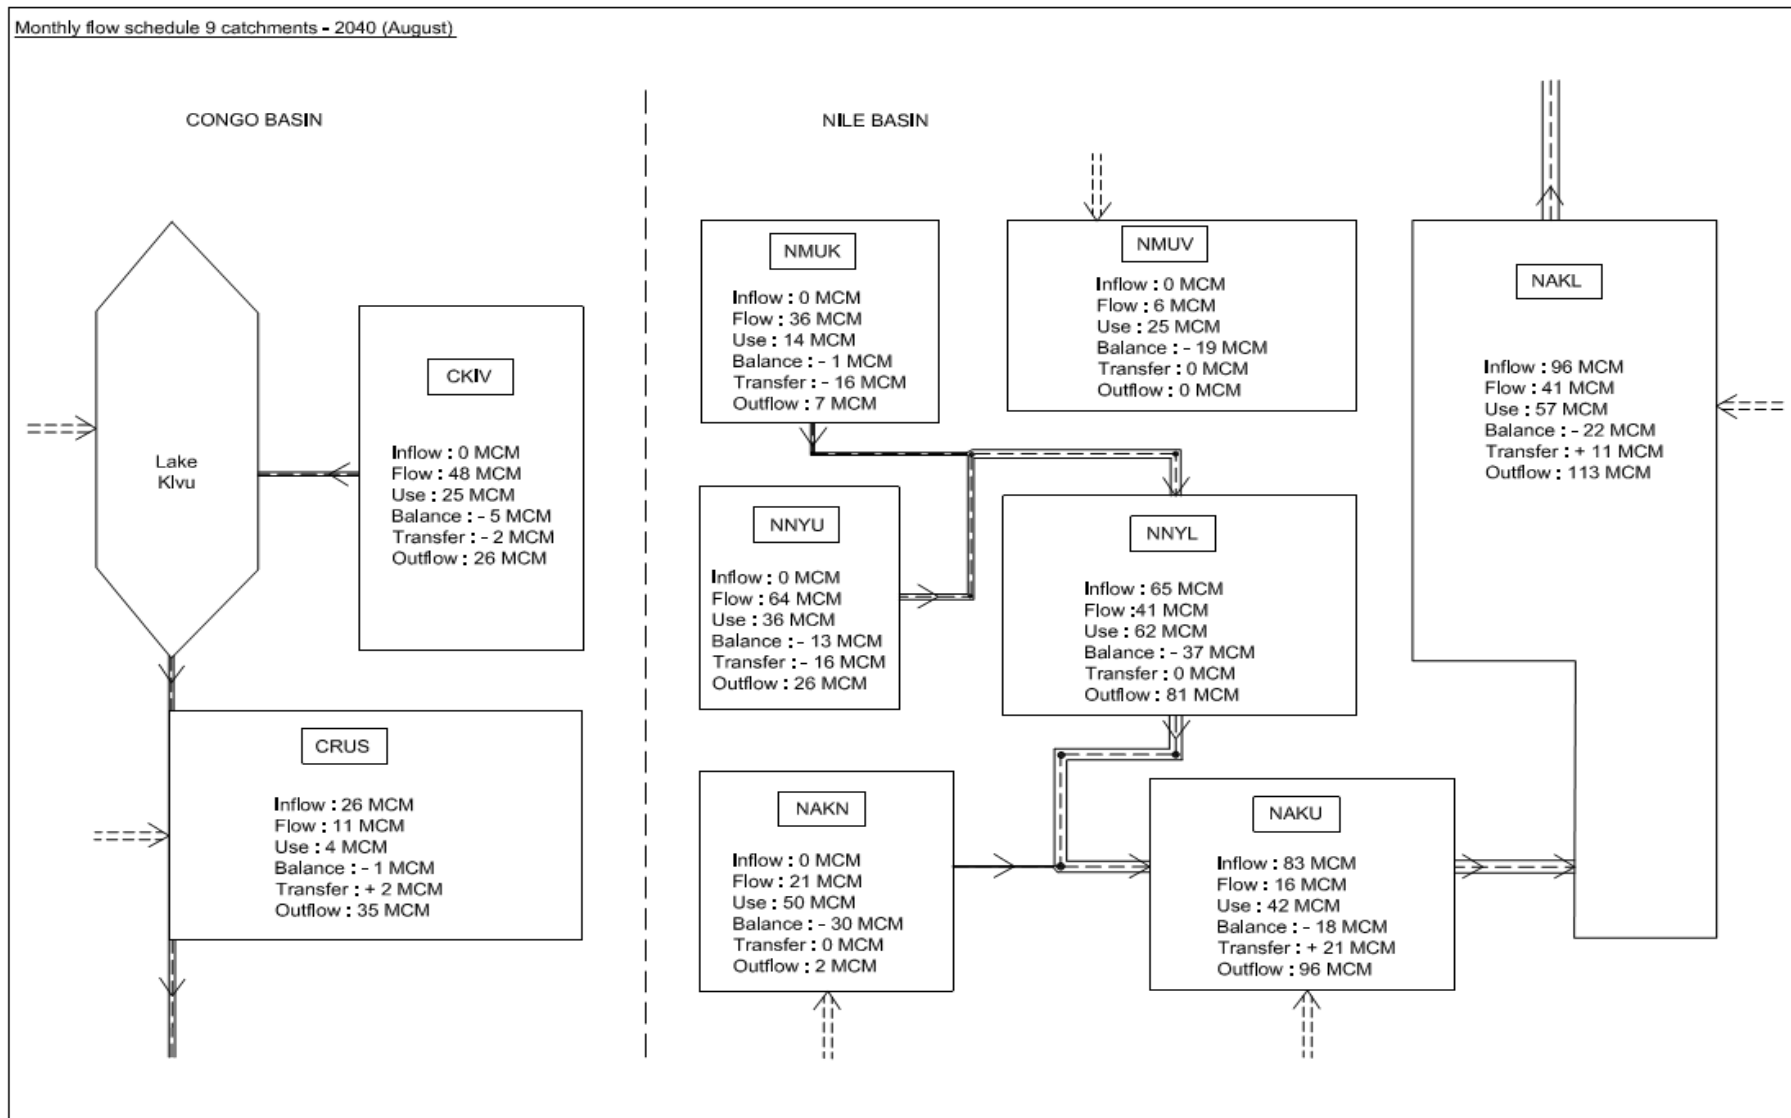 Monthly flow schedule 9 catchments - 2040 (August)
CONGO BASIN
NILE BASIN
Lake
KIvu
CKIV
Inflow : 0 MCM
Flow : 48 MCM
Use : 25 MCM
Balance : - 5 MCM
Transfer : - 2 MCM
Outflow : 26 MCM
CRUS
Inflow : 26 MCM
Flow : 11 MCM
Use : 4 MCM
Balance : - 1 MCM
Transfer : + 2 MCM
Outflow : 35 MCM
NMUK
Inflow : 0 MCM
Flow : 36 MCM
Use : 14 MCM
Balance : - 1 MCM
Transfer : - 16 MCM
Outflow : 7 MCM
NMUV
Inflow : 0 MCM
Flow : 6 MCM
Use : 25 MCM
Balance : - 19 MCM
Transfer : 0 MCM
Outflow : 0 MCM
NAKL
Inflow : 96 MCM
Flow : 41 MCM
Use : 57 MCM
Balance : - 22 MCM
Transfer : + 11 MCM
Outflow : 113 MCM
NNYU
Inflow : 0 MCM
Flow : 64 MCM
Use : 36 MCM
Balance : - 13 MCM
Transfer : - 16 MCM
Outflow : 26 MCM
NNYL
Inflow : 65 MCM
Flow :41 MCM
Use : 62 MCM
Balance : - 37 MCM
Transfer : 0 MCM
Outflow : 81 MCM
NAKN
Inflow : 0 MCM
Flow : 21 MCM
Use : 50 MCM
Balance : - 30 MCM
Transfer : 0 MCM
Outflow : 2 MCM
NAKU
Inflow : 83 MCM
Flow : 16 MCM
Use : 42 MCM
Balance : - 18 MCM
Transfer : + 21 MCM
Outflow : 96 MCM